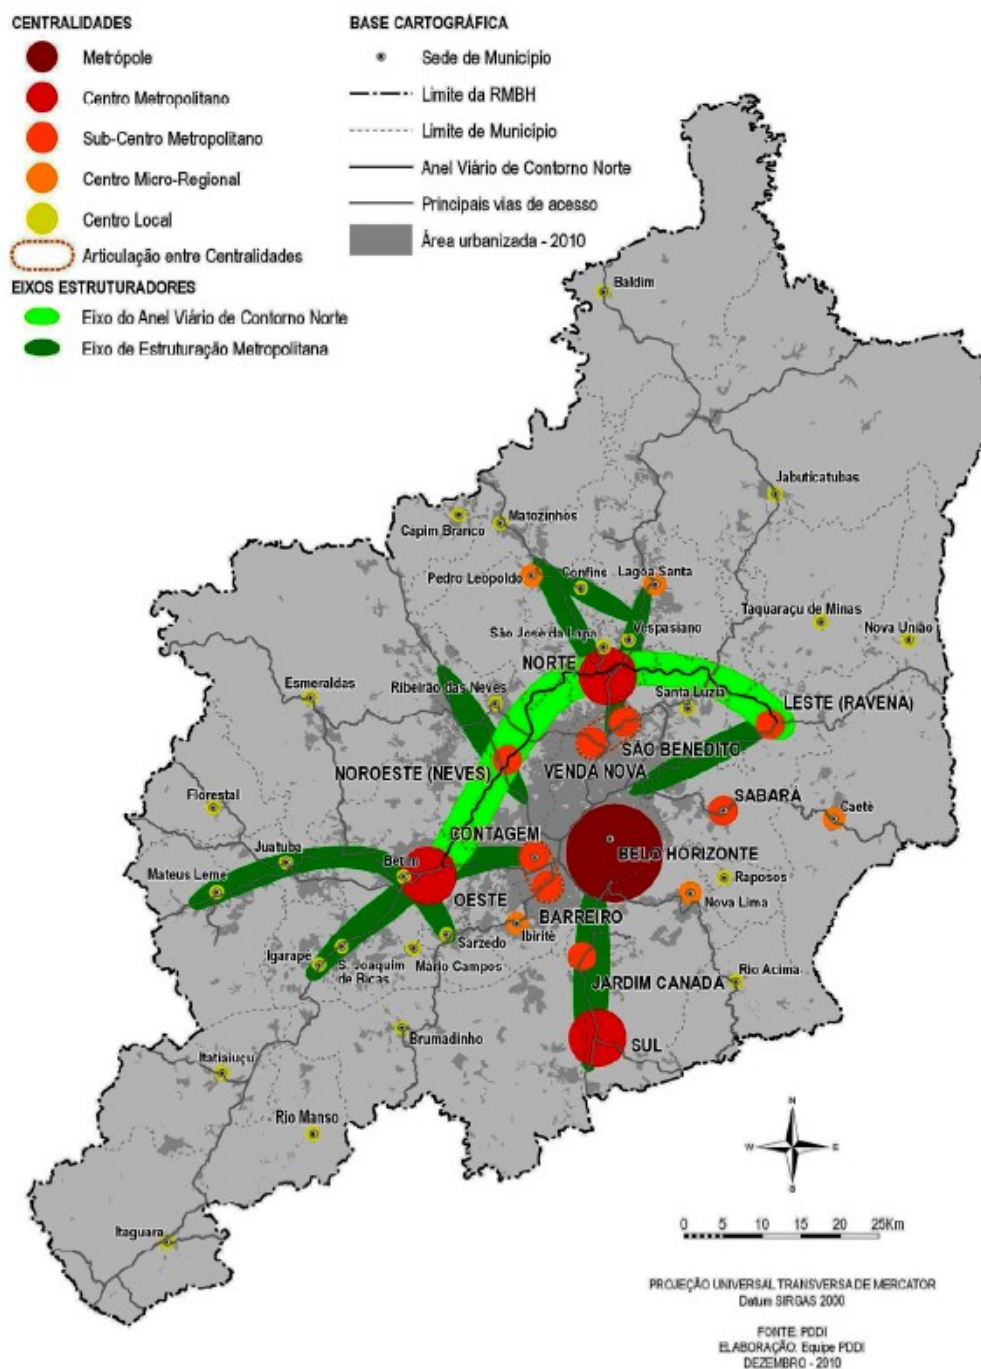 CENTRALIDADES
Metrópole
Centro Metropolitano
Sub-Centro Metropolitano
Centro Micro-Regional
Centro Local
Articulação entre Centralidades
EIXOS ESTRUTURADORES
Eixo do Anel Viário de Contorno Norte
Eixo de Estruturação Metropolitana
BASE CARTOGRÁFICA
Sede de Município
Limite da RMBH
Limite de Município
Anel Viário de Contorno Norte
Principais vias de acesso
Área urbanizada - 2010
Baldim
Jabuticatubas
Capim Branco
Matozinhos
Pedro Leopoldo
Confins
Lagoa Santa
Taquaraçu de Minas
Nova União
São José da Lapa
Vespasiano
NORTE
Esmeraldas
Ribeirão das Neves
Santa Luzia
LESTE (RAVENA)
SÃO BENEDITO
VENDA NOVA
NOROESTE (NEVES)
Florestal
SABARÁ
Caeté
CONTAGEM
Juatuba
BELO HORIZONTE
Mateus Leme
Betim
OESTE
Raposos
BARREIRO
Nova Lima
Ibirité
Sarzedo
Igarapé
S. Joaquim
de Bicas
Mário Campos
JARDIM CANADA
Rio Acima
Brumadinho
SUL
Itatiaiuçu
Rio Manso
Itaguara
N
W
E
S
0 5 10 15 20 25Km
PROJEÇÃO UNIVERSAL TRANSVERSA DE MERCATOR
Datum SIRGAS 2000
FONTE: PDDI
ELABORAÇÃO: Equipe PDDI
DEZEMBRO - 2010